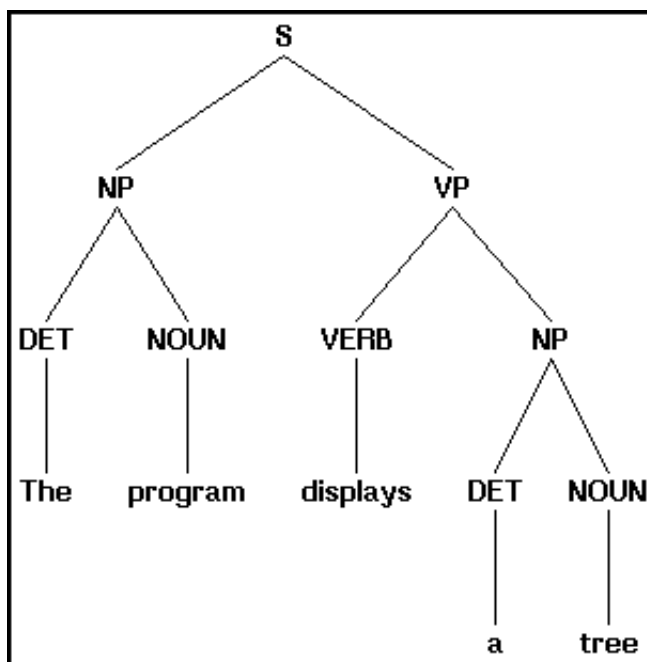 S
NP VP
DET NOUN VERB NP
The program displays DET NOUN
a tree